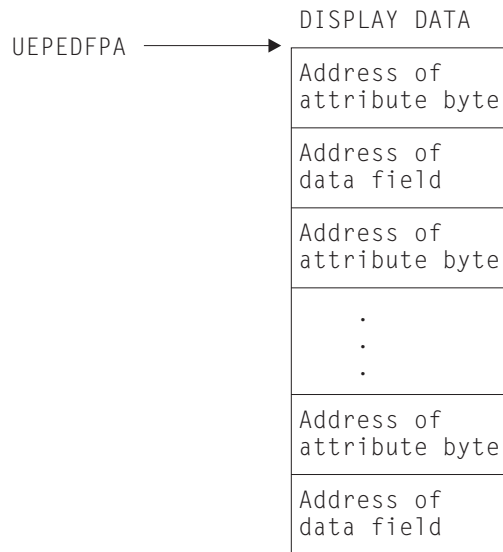 DISPLAY DATA
UEPEDFPA
Address of
attribute byte
Address of
data field
Address of
attribute byte
.
.
.
Address of
attribute byte
Address of
data field